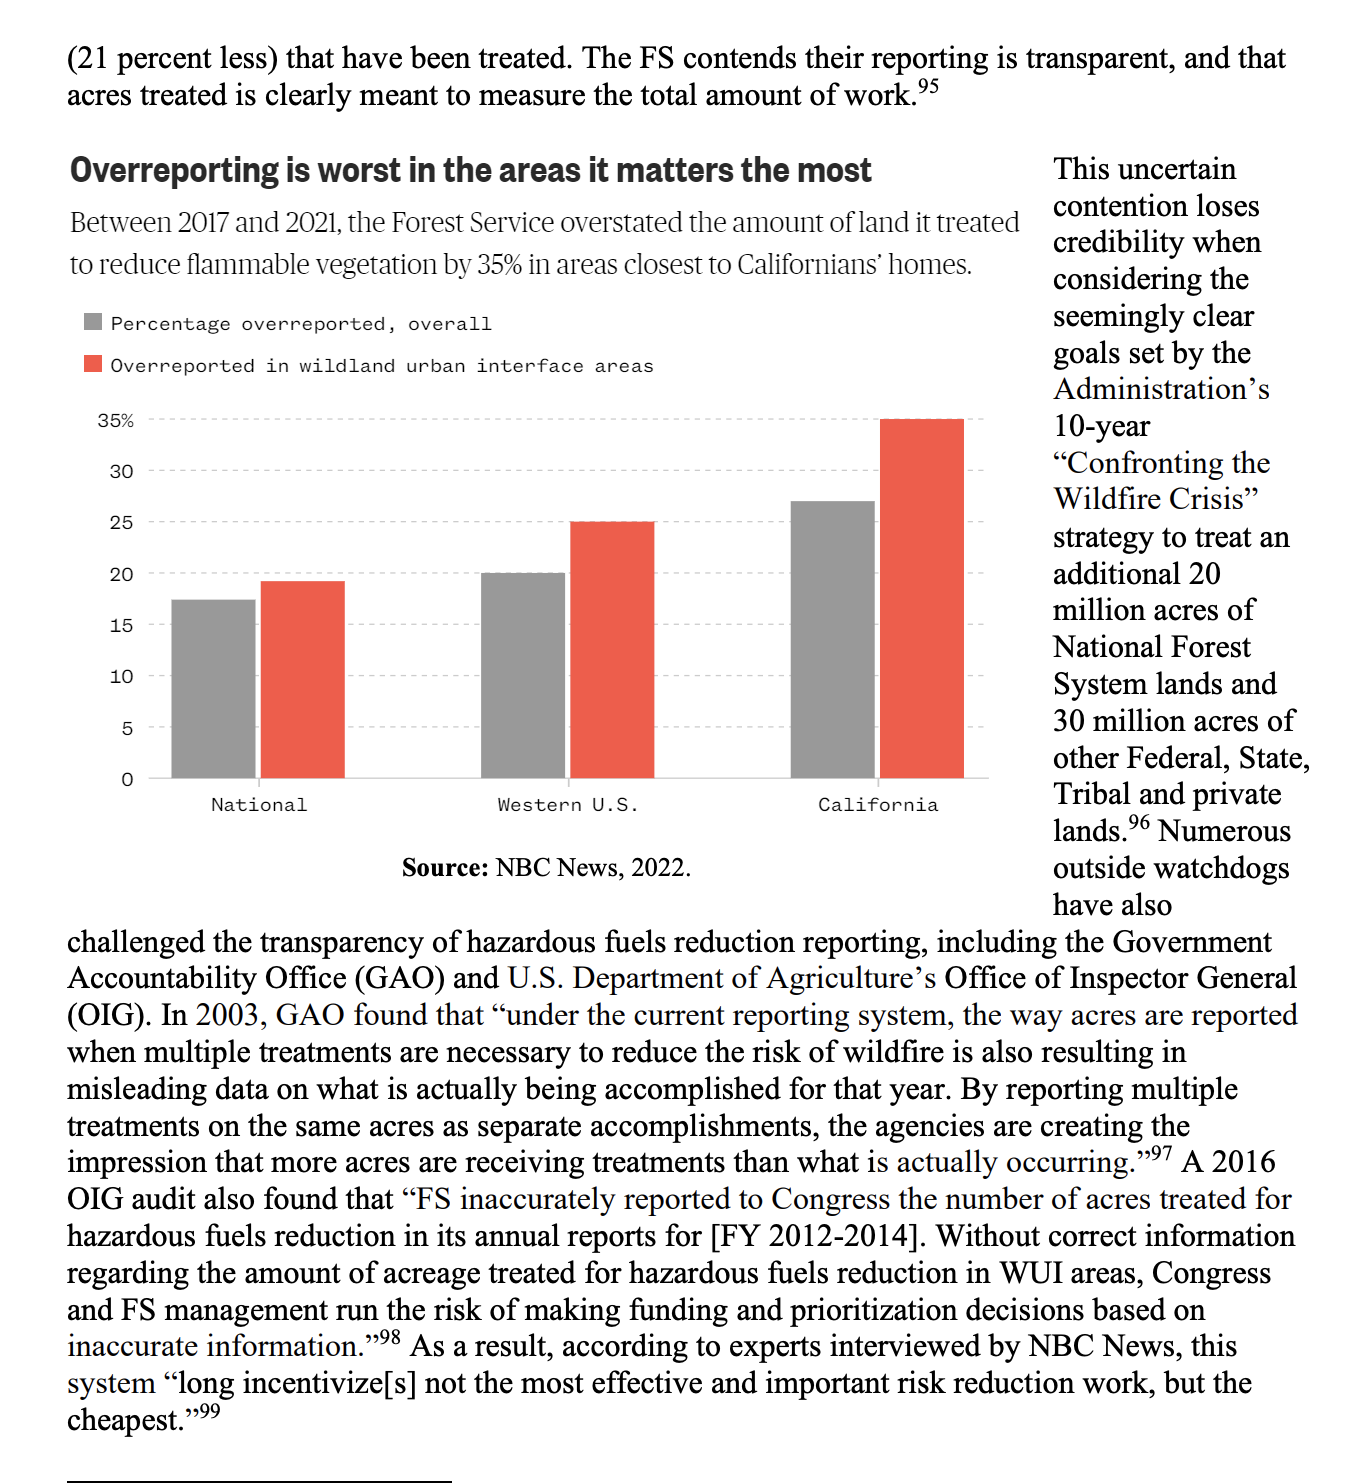 (21 percent less) that have been treated. The FS contends their reporting is transparent, and that
acres treated is clearly meant to measure the total amount of work.95
Overreporting is worst in the areas it matters the most
Between 2017 and 2021, the Forest Service overstated the amount of land it treated
to reduce flammable vegetation by 35% in areas closest to Californians’ homes.
Percentage overreported, overall
Overreported in wildland urban interface areas
35%
30
25
20
15
10
5
0
National
Western U.S.
California
Source: NBC News, 2022.
This uncertain
contention loses
credibility when
considering the
seemingly clear
goals set by the
Administration’s
10-year
“Confronting the
Wildfire Crisis”
strategy to treat an
additional 20
million acres of
National Forest
System lands and
30 million acres of
other Federal, State,
Tribal and private
lands.96 Numerous
outside watchdogs
have also
challenged the transparency of hazardous fuels reduction reporting, including the Government
Accountability Office (GAO) and U.S. Department of Agriculture’s Office of Inspector General
(OIG). In 2003, GAO found that “under the current reporting system, the way acres are reported
when multiple treatments are necessary to reduce the risk of wildfire is also resulting in
misleading data on what is actually being accomplished for that year. By reporting multiple
treatments on the same acres as separate accomplishments, the agencies are creating the
impression that more acres are receiving treatments than what is actually occurring.”97 A 2016
OIG audit also found that “FS inaccurately reported to Congress the number of acres treated for
hazardous fuels reduction in its annual reports for [FY 2012-2014]. Without correct information
regarding the amount of acreage treated for hazardous fuels reduction in WUI areas, Congress
and FS management run the risk of making funding and prioritization decisions based on
inaccurate information.”98 As a result, according to experts interviewed by NBC News, this
system “long incentivize[s] not the most effective and important risk reduction work, but the
cheapest.”99